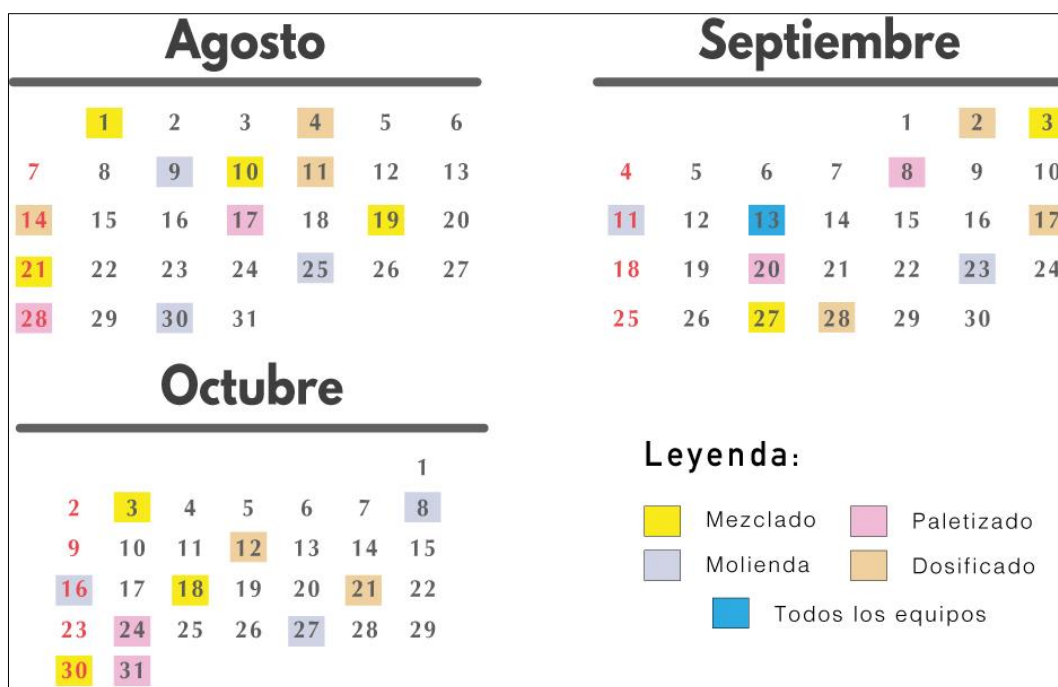 Agosto
1 2 3 4 5 6
7 8 9 10 11 12 13
14 15 16 17 18 19 20
21 22 23 24 25 26 27
28 29 30 31
Septiembre
1 2 3
4 5 6 7 8 9 10
11 12 13 14 15 16 17
18 19 20 21 22 23 24
25 26 27 28 29 30
Octubre
1
2 3 4 5 6 7 8
9 10 11 12 13 14 15
16 17 18 19 20 21 22
23 24 25 26 27 28 29
30 31
Leyenda:
Mezclado Paletizado
Molienda Dosificado
Todos los equipos